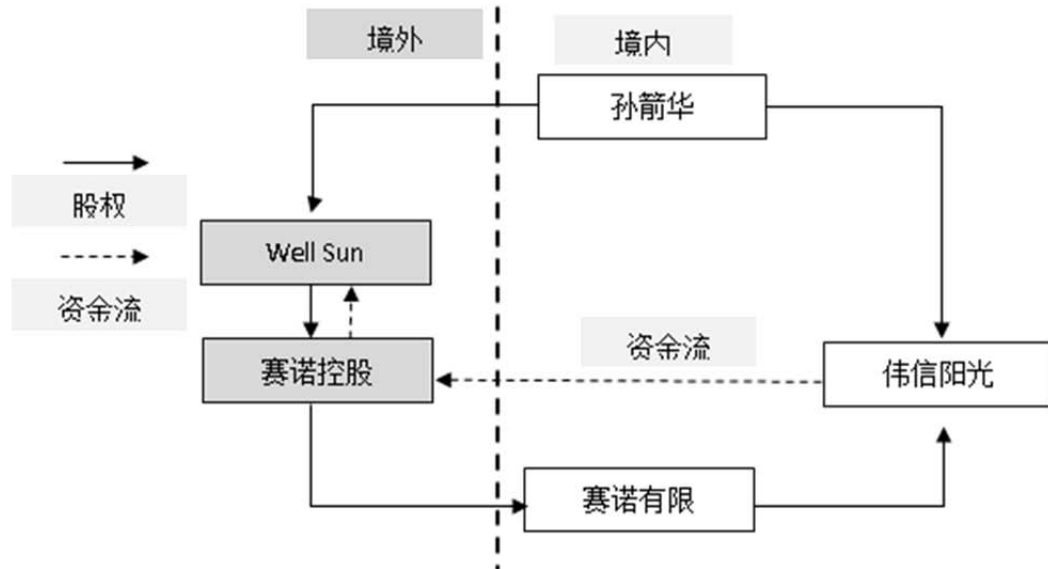 境外
境内
孙箭华
股权
Well Sun
资金流
资金流
赛诺控股
伟信阳光
赛诺有限